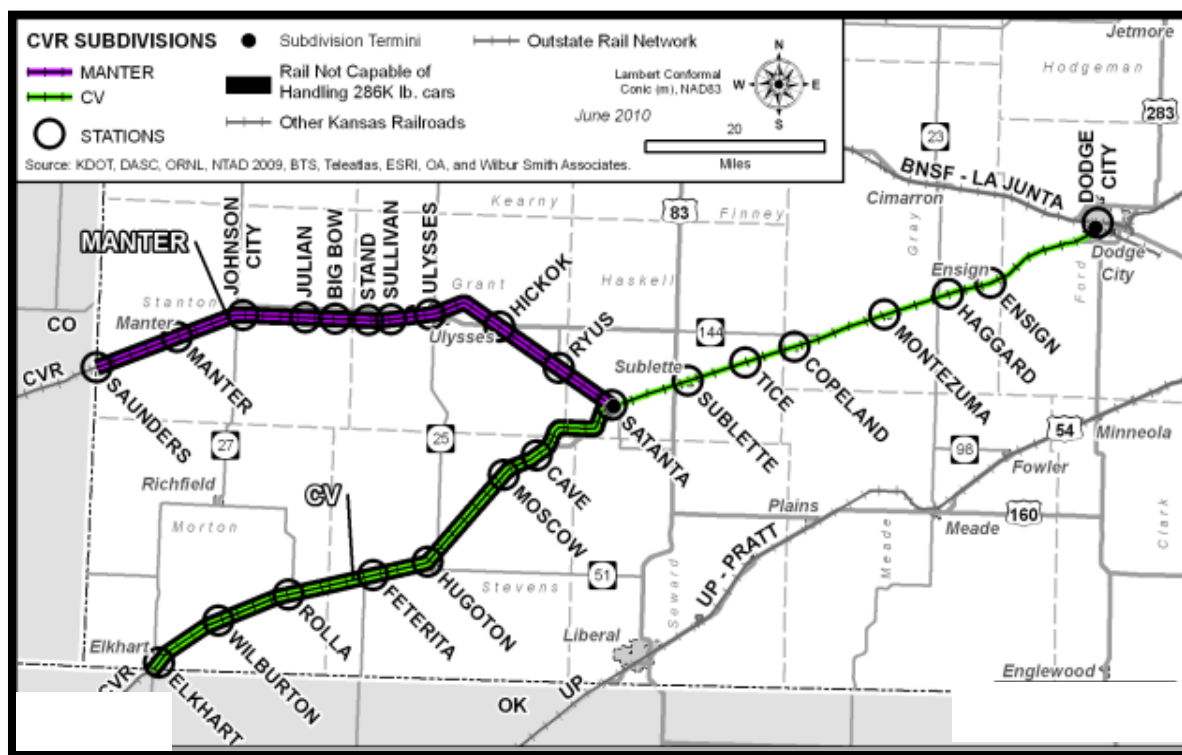 CVR SUBDIVISIONS
MANTER
CV
STATIONS
Subdivision Termini
Rail Not Capable of
Handling 286K lb. cars
Other Kansas Railroads
Outstate Rail Network
Lambert Conformal
Conic (m), NAD83
June 2010
N
W
E
S
20
Miles
Source: KDOT, DASC, ORNL, NTAD 2009, BTS, Teleatlas, ESRI, OA, and Wilbur Smith Associates.
Jetmore
Hodgeman
283
23
BNSF - LA JUNTA
DODGE
CITY
Cimarron
Dodge
City
Kearny
83
Finney
Gray
Ford
MANTER
JOHNSON
CITY
JULIAN
BIG BOW
STAND
SULLIVAN
ULYSSES
Grant
HICKOK
Haskell
Ensign
ENSIGN
HAGGARD
Stanton
Manter
CO
CVR
SAUNDERS
MANTER
Ulysses
RYUS
144
Sublette
SUBLETTE
TICE
COPELAND
MONTEZUMA
SATANTA
27
25
54
Minneola
98
Fowler
Richfield
CV
CAVE
MOSCOW
Morton
Plains
160
Meade
Meade
Clark
UP - PRATT
HUGOTON
Stevens
51
Seward
FETERITA
ROLLA
WILBURTON
Elkhart
ELKHART
CVR
Liberal
UP
OK
Englewood